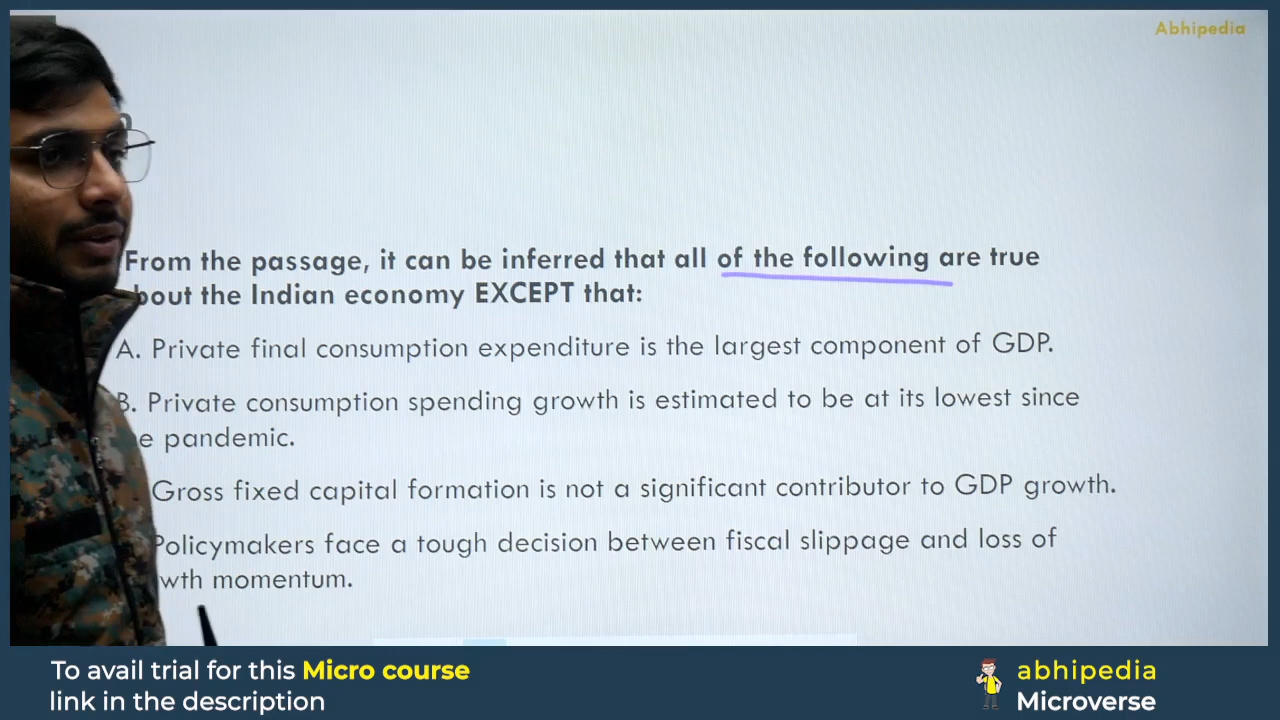 Abhipedia
From the passage, it can be inferred that all of the following are true
bout the Indian economy EXCEPT that:
A. Private final consumption expenditure is the largest component of GDP.
B. Private consumption spending growth is estimated to be at its lowest since
e pandemic.
Gross fixed capital formation is not a significant contributor to GDP growth.
Policymakers face a tough decision between fiscal slippage and loss of
wth momentum.
To avail trial for this Micro course
link in the description
abhipedia
Microverse